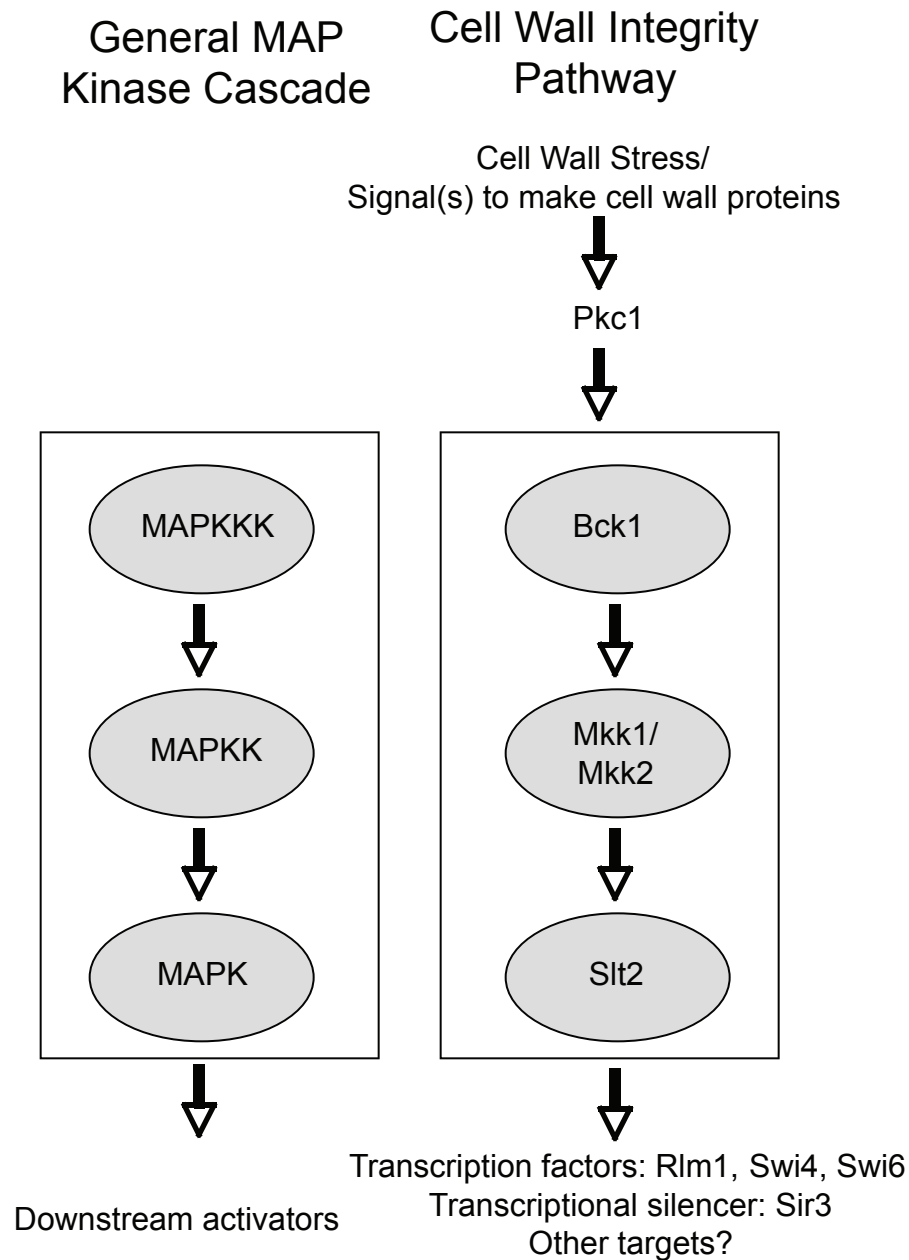 General MAP
Kinase Cascade
Cell Wall Integrity
Pathway
Cell Wall Stress/
Signal(s) to make cell wall proteins
Pkc1
MAPKKK
Bck1
MAPKK
Mkk1/
Mkk2
MAPK
Slt2
Downstream activators
Transcription factors: Rlm1, Swi4, Swi6
Transcriptional silencer: Sir3
Other targets?